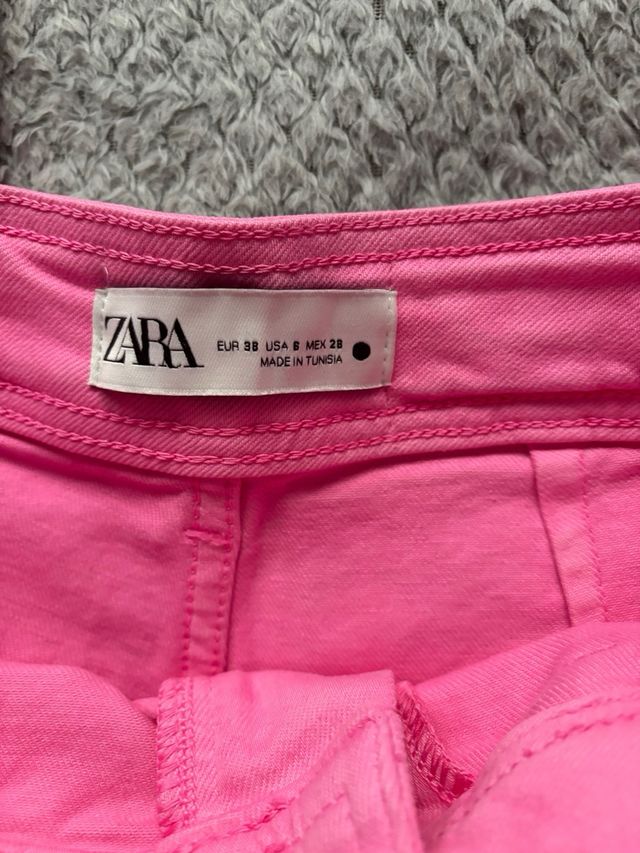 ZARA
EUR 38 USA 6 MEX 28
MADE IN TUNISIA